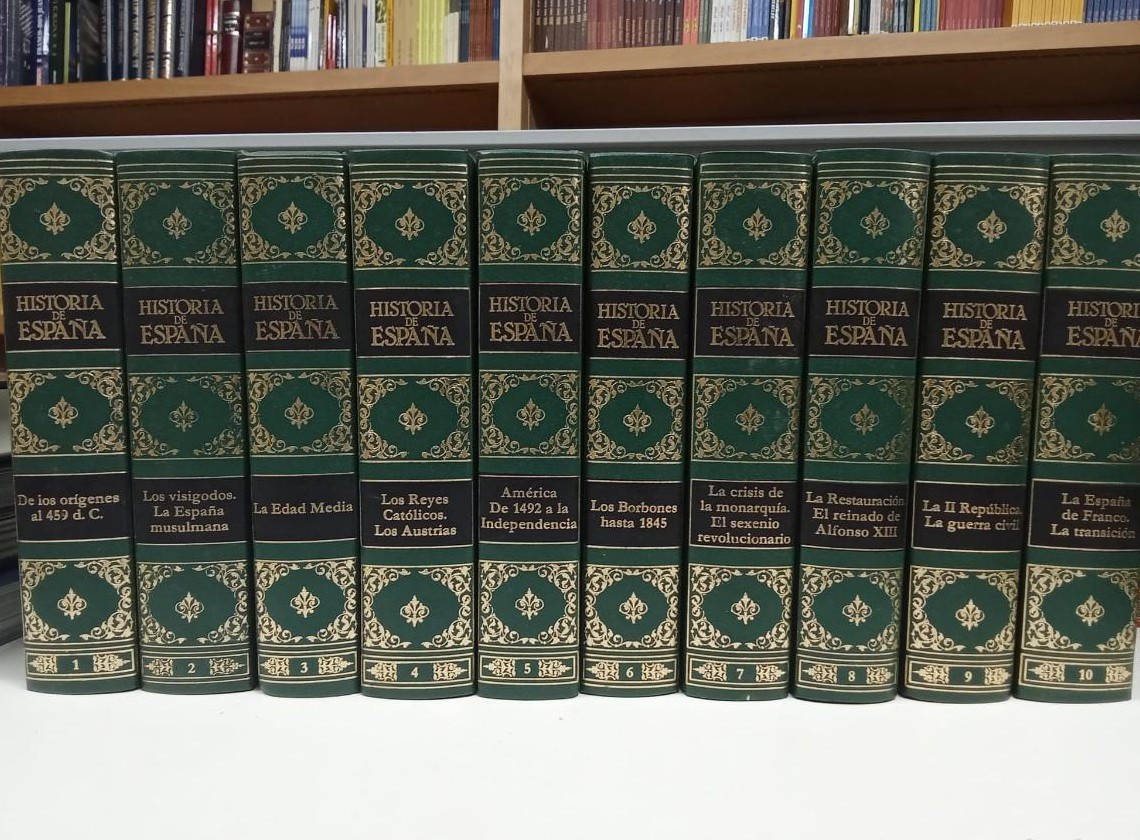 HISTORIA
DE
ESPAÑA
De los orígenes
al 459 d. C.
1
HISTORIA
DE
ESPAÑA
Los visigodos.
La España
musulmana
2
HISTORIA
DE
ESPAÑA
La Edad Media
3
HISTORIA
DE
ESPAÑA
Los Reyes
Católicos.
Los Austrias
4
HISTORIA
DE
ESPAÑA
América
De 1492 a la
Independencia
5
HISTORIA
DE
ESPAÑA
Los Borbones
hasta 1845
6
HISTORIA
DE
ESPAÑA
La crisis de
la monarquía.
El sexenio
revolucionario
7
HISTORIA
DE
ESPAÑA
La Restauración
El reinado de
Alfonso XIII
8
HISTORIA
DE
ESPAÑA
La II República.
La guerra civil
9
HISTORI
DE
ESPAÑA
La España
de Franco.
La transición
10